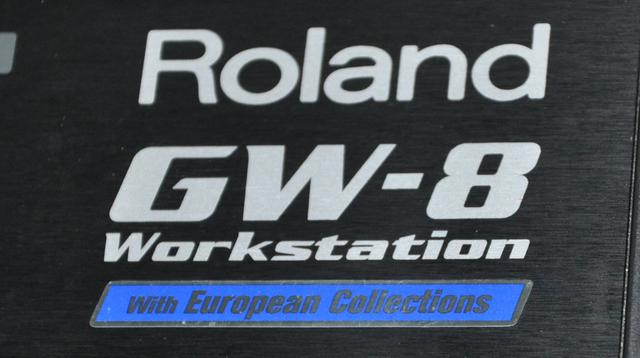 Roland
GW-8
Workstation
With European Collections